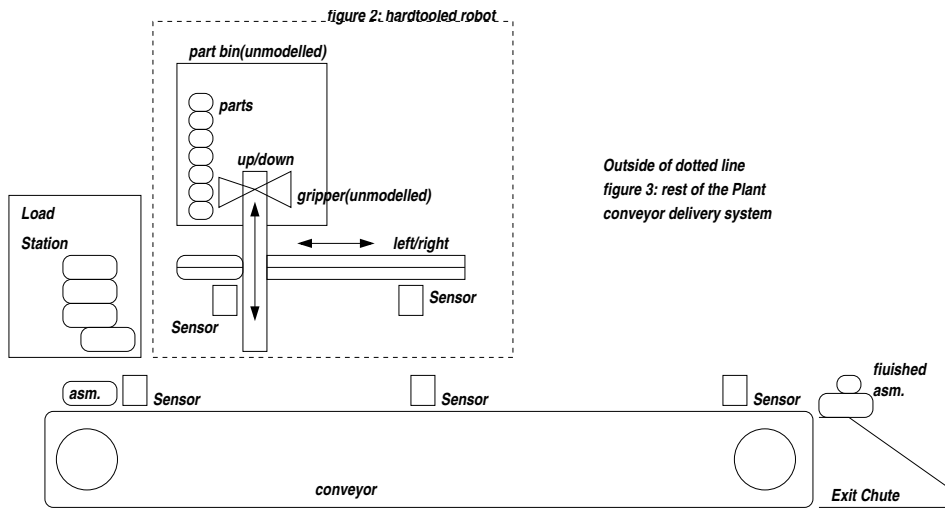 figure 2: hardtooled robot
part bin(unmodelled)
parts
up/down
gripper(unmodelled)
left/right
Sensor
Sensor
Outside of dotted line
figure 3: rest of the Plant
conveyor delivery system
Load
Station
asm.
Sensor
Sensor
Sensor
fiuished
asm.
conveyor
Exit Chute